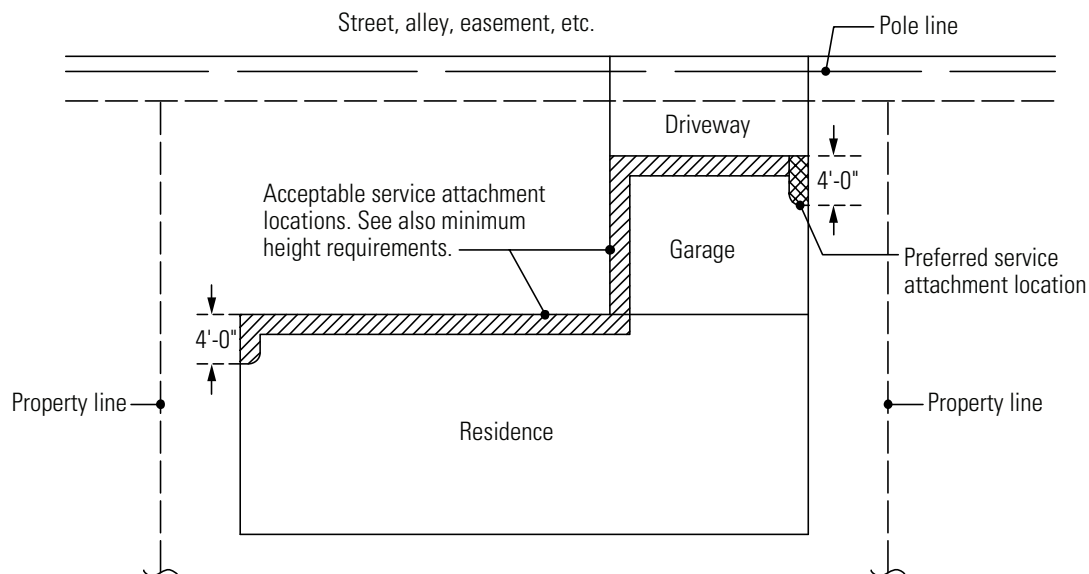 Street, alley, easement, etc.
Pole line
Driveway
4'-0"
Acceptable service attachment
locations. See also minimum
height requirements.
Garage
Preferred service
attachment location
4'-0"
Property line
Property line
Residence